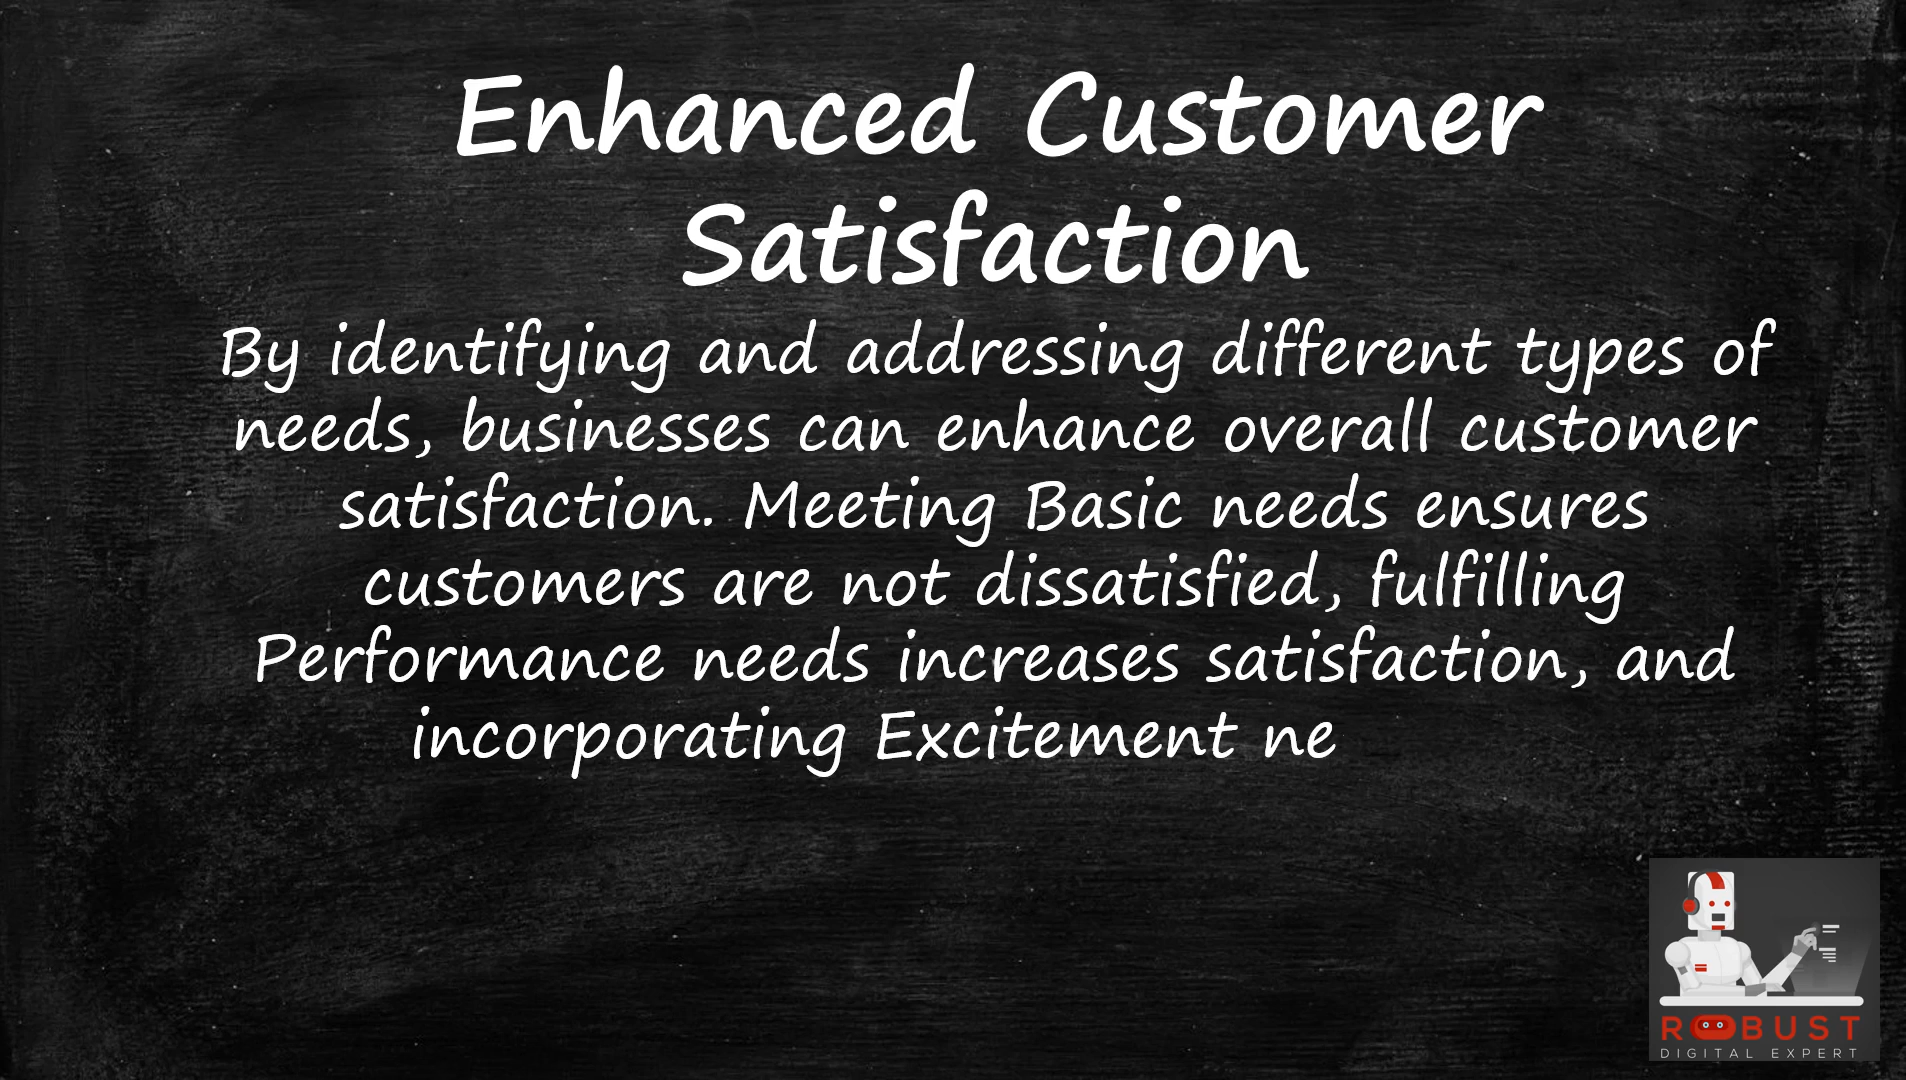 Enhanced Customer
Satisfaction
By identifying and addressing different types of
needs, businesses can enhance overall customer
satisfaction. Meeting Basic needs ensures
customers are not dissatisfied, fulfilling
Performance needs increases satisfaction, and
incorporating Excitement ne
ROBUST
DIGITAL EXPERT